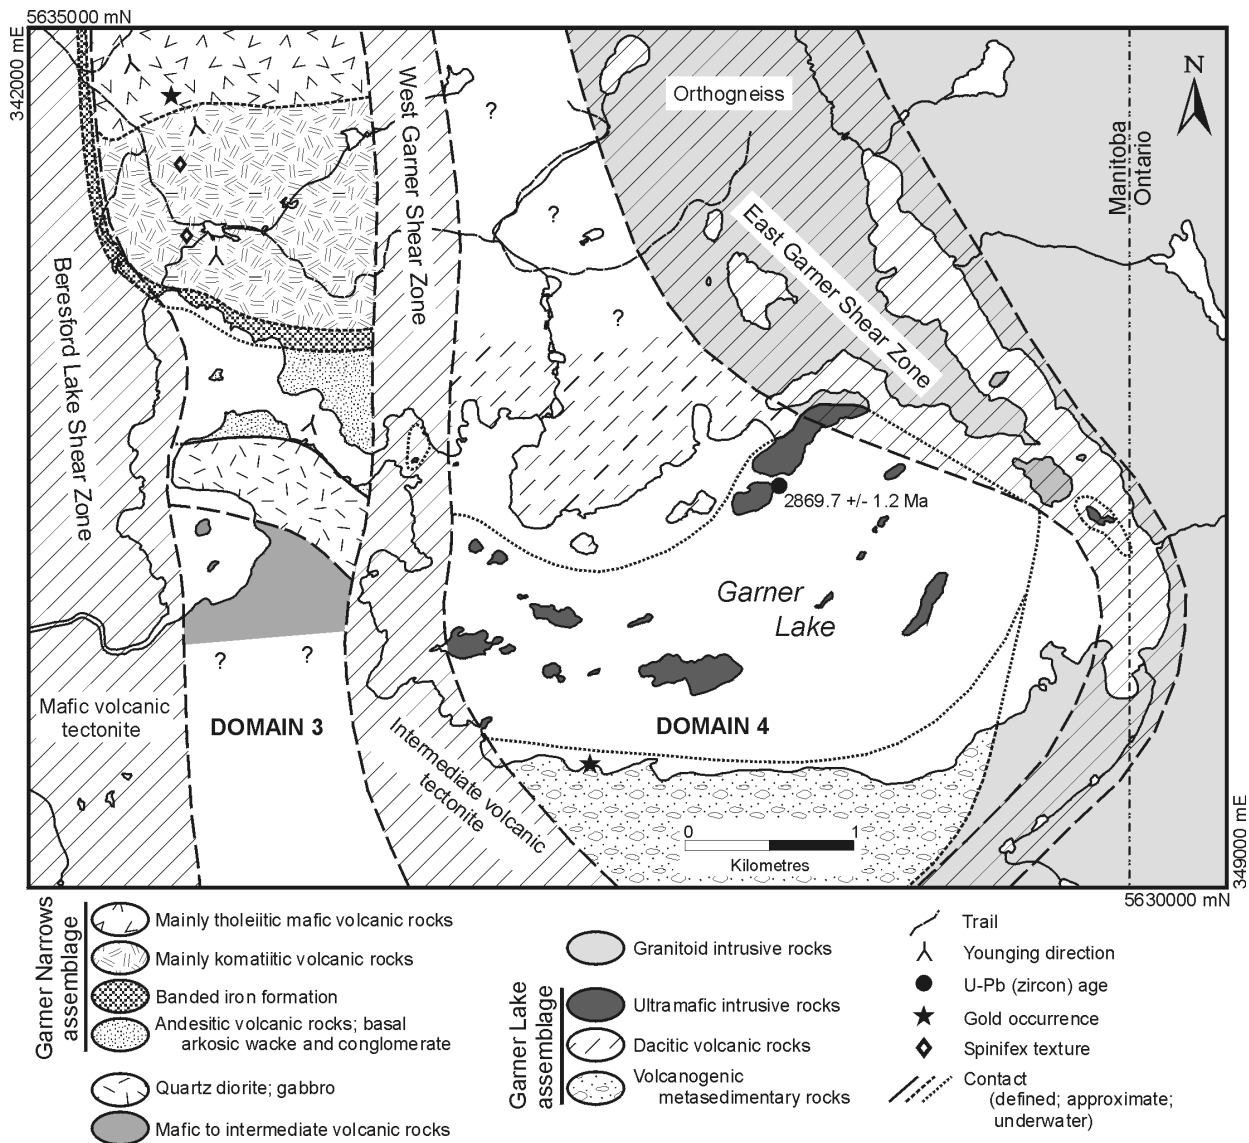 5635000 mN
342000 mE
West Garner Shear Zone
Orthogneiss
N
Manitoba
Ontario
?
?
?
East Garner Shear Zone
Beresford Lake Shear Zone
2869.7 +/- 1.2 Ma
Garner
Lake
?
?
Mafic volcanic
tectonite
DOMAIN 3
DOMAIN 4
Intermediate volcanic
tectonite
0
1
Kilometres
349000 mE
5630000 mN
Garner Narrows
assemblage
Mainly tholeiitic mafic volcanic rocks
Mainly komatiitic volcanic rocks
Banded iron formation
Andesitic volcanic rocks; basal
arkosic wacke and conglomerate
Quartz diorite; gabbro
Mafic to intermediate volcanic rocks
Granitoid intrusive rocks
Garner Lake
assemblage
Ultramafic intrusive rocks
Dacitic volcanic rocks
Volcanogenic
metasedimentary rocks
Trail
Younging direction
U-Pb (zircon) age
Gold occurrence
Spinifex texture
Contact
(defined; approximate;
underwater)